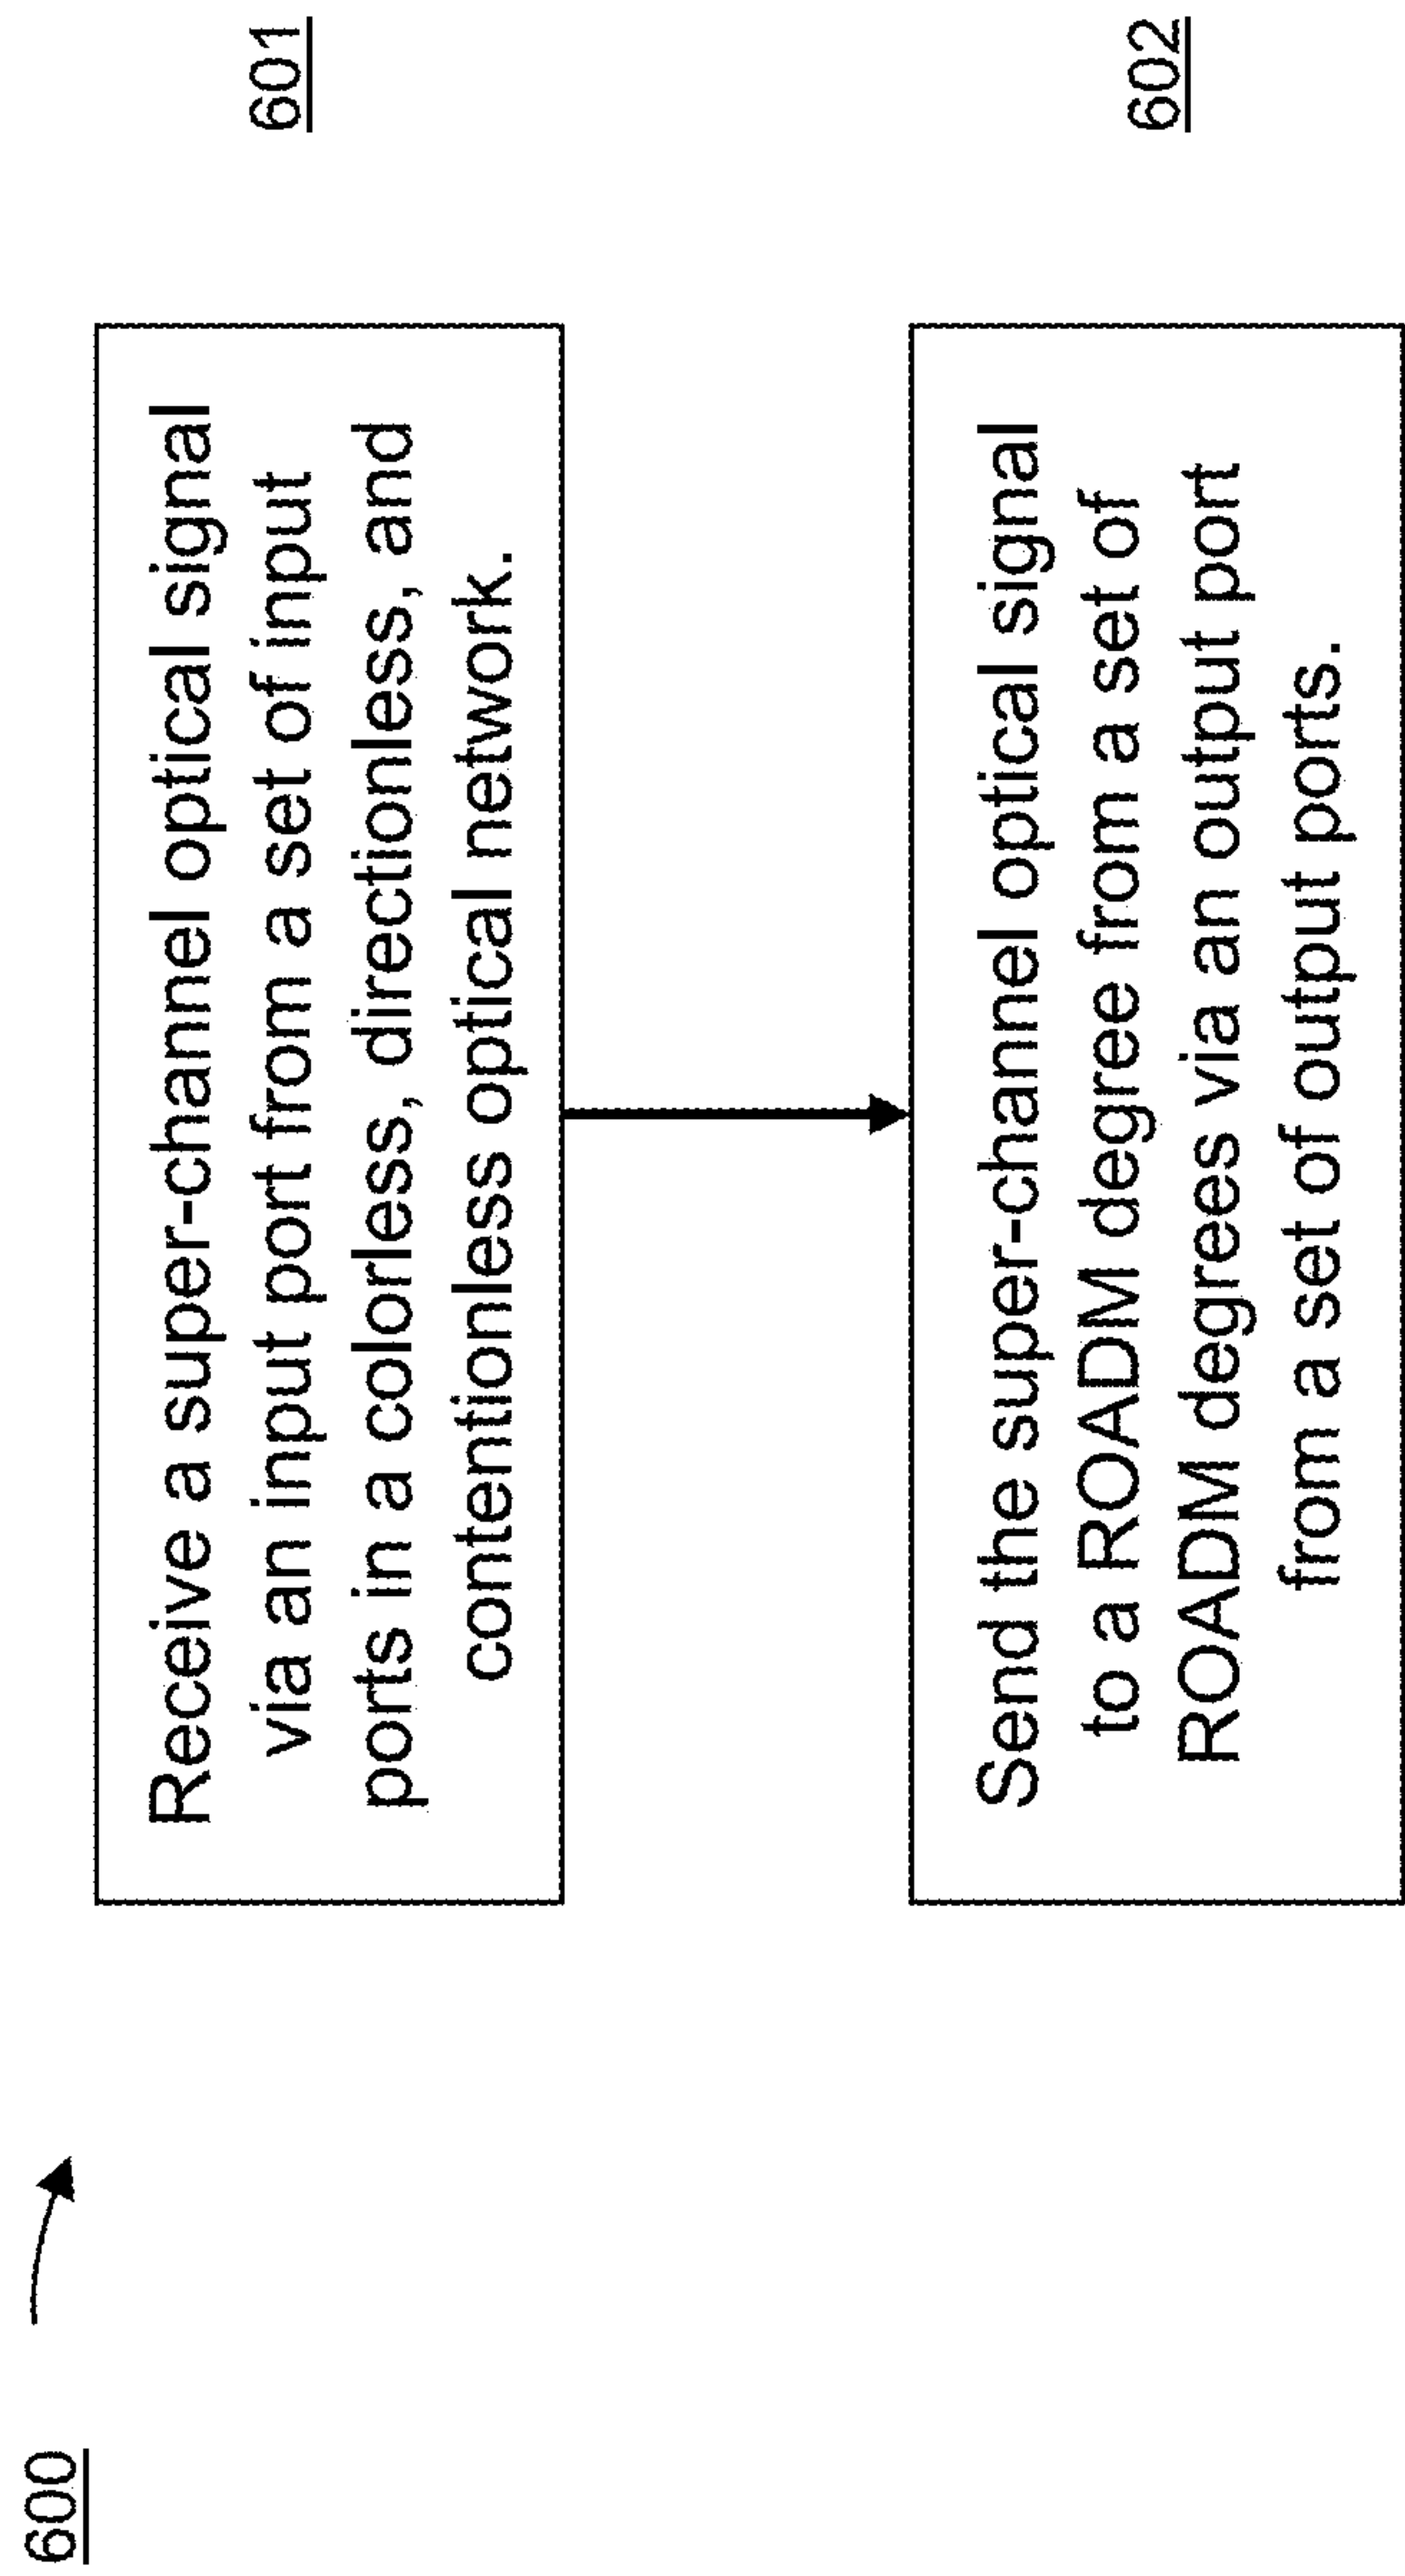 600
Receive a super-channel optical signal
via an input port from a set of input
ports in a colorless, directionless, and
contentionless optical network.
601
Send the super-channel optical signal
to a ROADM degree from a set of
ROADM degrees via an output port
from a set of output ports.
602